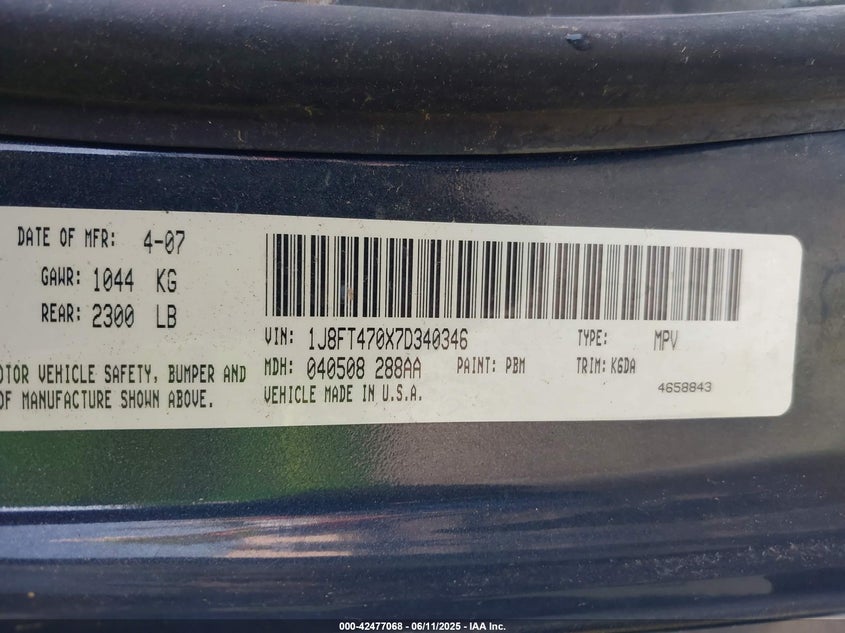 DATE OF MFR: 4-07
GAWR: 1044 KG
REAR: 2300 LB
VIN: 1J8FT470X7D340346 TYPE: MPV
MDH: 040508 288AA PAINT: PBM TRIM: K6DA
VEHICLE MADE IN U.S.A. 4658843
OTOR VEHICLE SAFETY, BUMPER AND
OF MANUFACTURE SHOWN ABOVE.
000-42477068 - 06/11/2025 - IAA Inc.